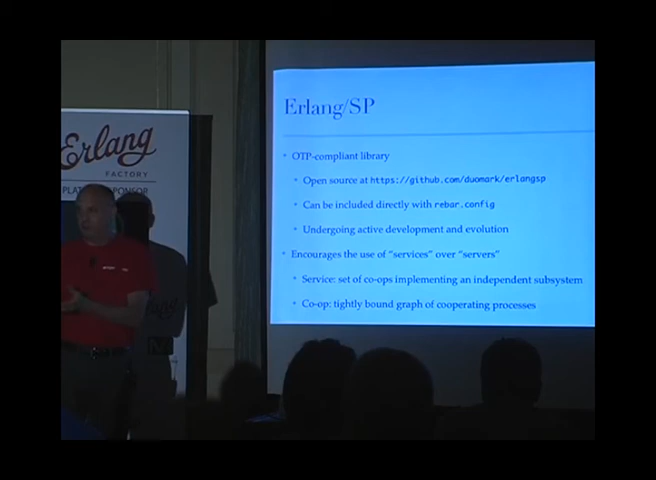 Erlang
FACTORY
Erlang/SP
OTP-compliant library
Open source at https://github.com/duomark/erlangsp
Can be included directly with rebar.config
Undergoing active development and evolution
Encourages the use of “services” over “servers”
Service: set of co-ops implementing an independent subsystem
Co-op: tightly bound graph of cooperating processes